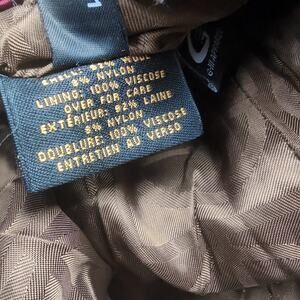 8% NYLON
LINING: 100% VISCOSE
OVER FOR CARE
EXTÉRIEUR: 92% LAINE
8% NYLON
DOUBLURE: 100% VISCOSE
ENTRETIEN AU VERSO